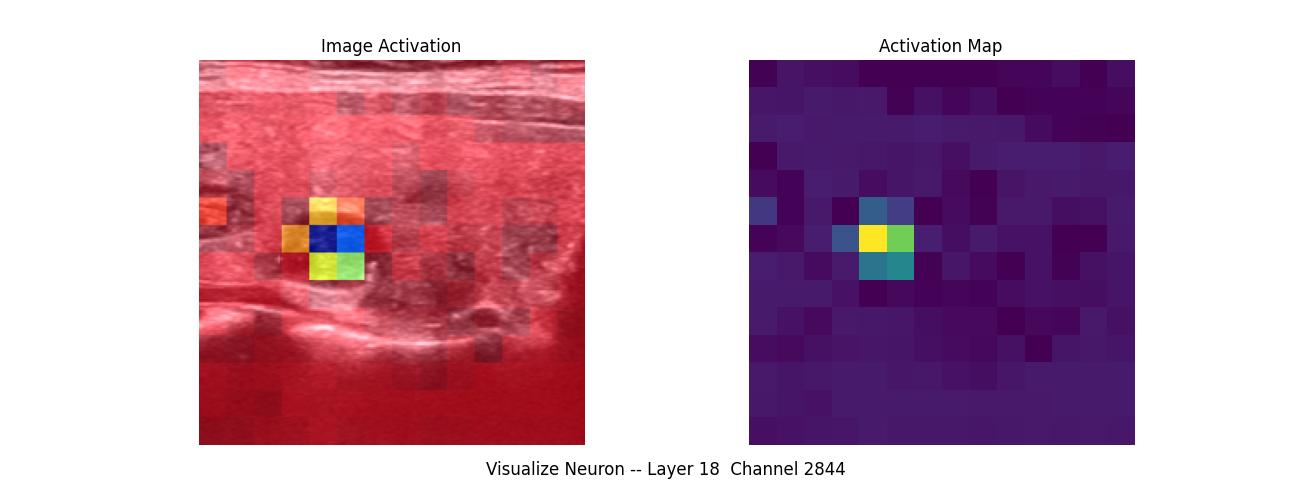 Image Activation
Activation Map
Visualize Neuron -- Layer 18  Channel 2844